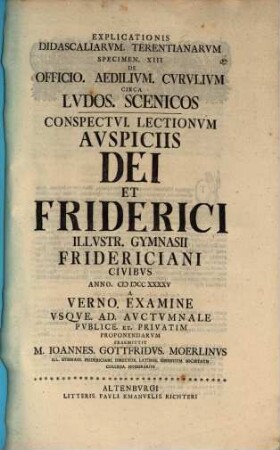 EXPLICATIONIS
DIDASCALIARVM. TERENTIANARVM
SPECIMEN. XIII
DE
OFFICIO. AEDILIVM. CVRVLIVM
CIRCA
LVDOS. SCENICOS
CONSPECTVI. LECTIONVM
AVSPICIIS
DEI
ET
FRIDERICI
ILLVSTR. GYMNASII
FRIDERICIANI
CIVIBVS
ANNO. CIƆ IƆCC XXXXV
A
VERNO. EXAMINE
VSQVE. AD. AVCTVMNALE
PVBLICE. ET. PRIVATIM
PROPONENDARVM
PRAEMITTIT
M. IOANNES. GOTTFRIDVS. MOERLINVS
ALTENBVRGI
LITTERIS. PAVLI. EMANVELIS. RICHTERI